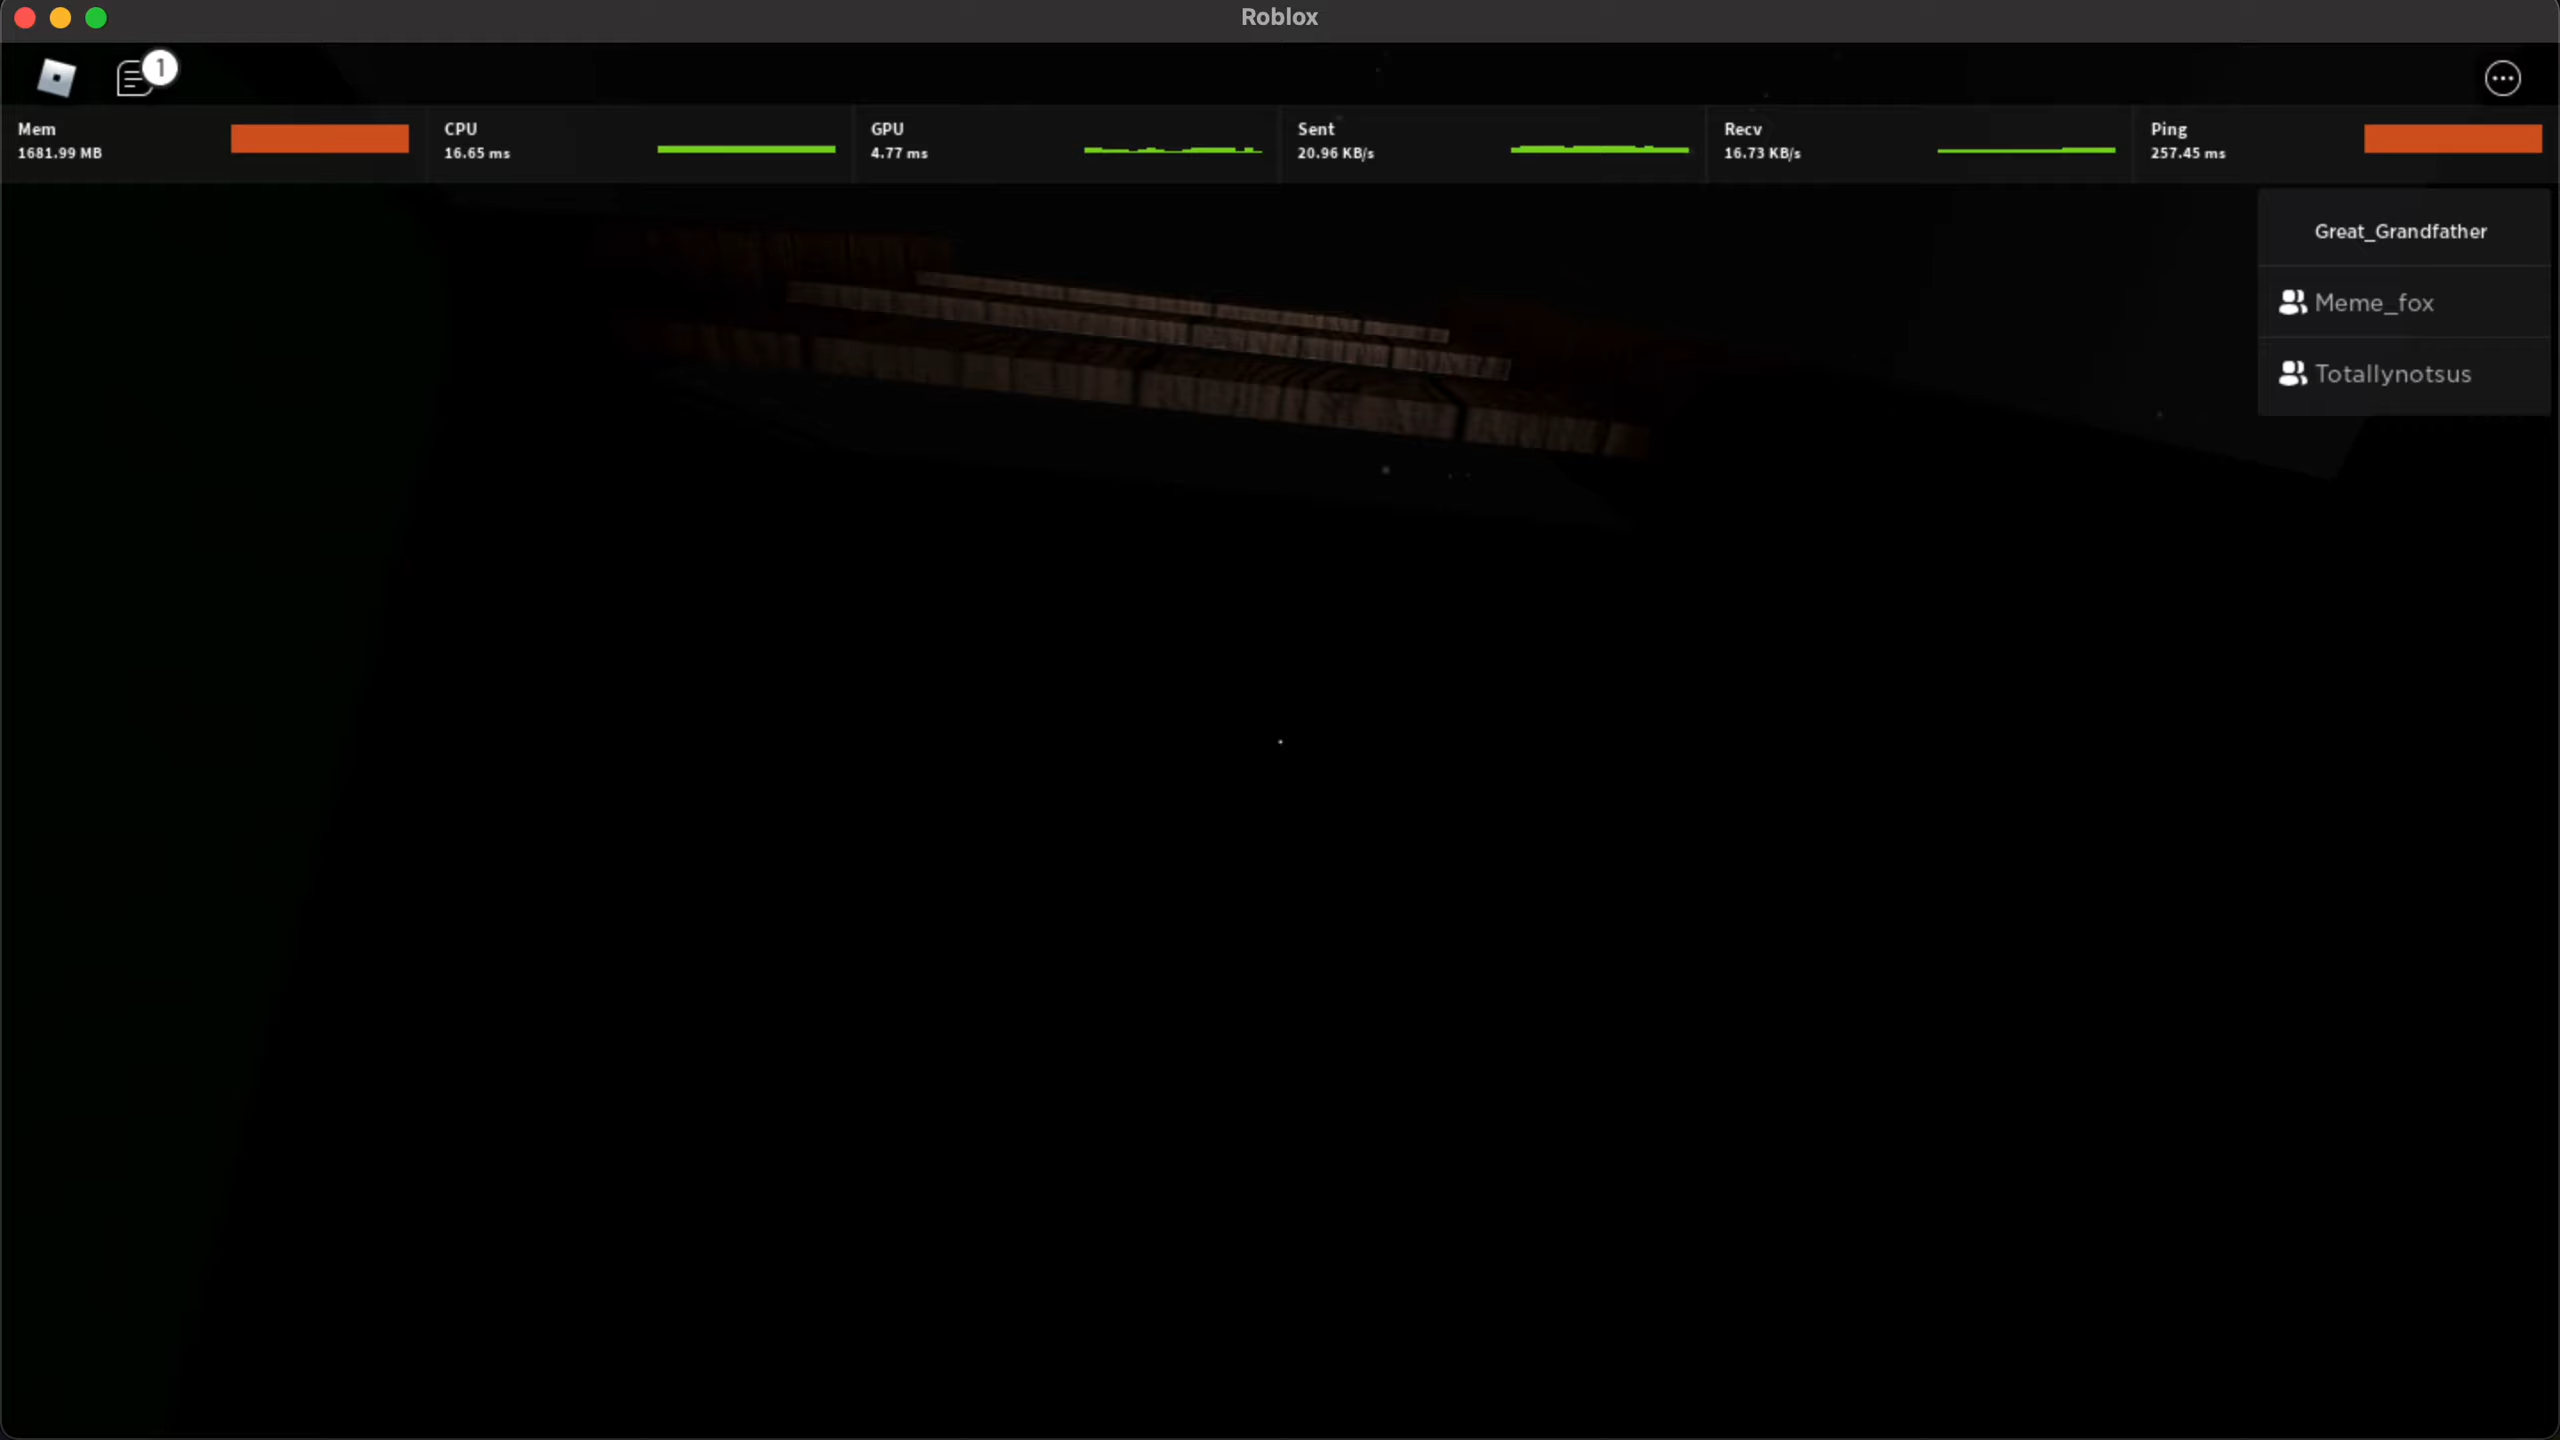 Roblox
1
Mem
1681.99 MB
CPU
16.65 ms
GPU
4.77 ms
Sent
20.96 KB/s
Recv
16.73 KB/s
Ping
257.45 ms
Great_Grandfather
Meme_fox
Totallynotsus